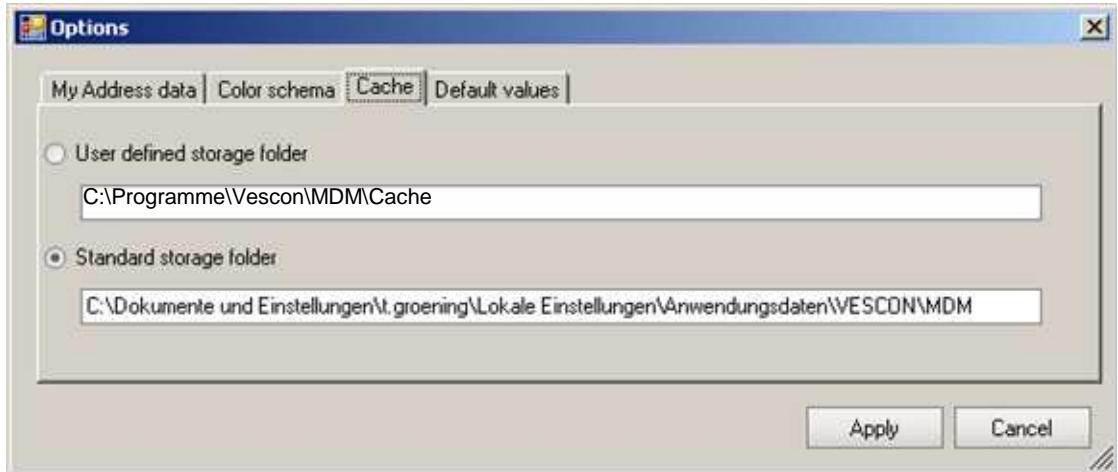 Options
My Address data Color schema Cache Default values
User defined storage folder
C:\Programme\Vescon\MDM\Cache
Standard storage folder
C:\Dokumente und Einstellungen\t.groening\Lokale Einstellungen\Anwendungsdaten\VESCON\MDM
Apply Cancel